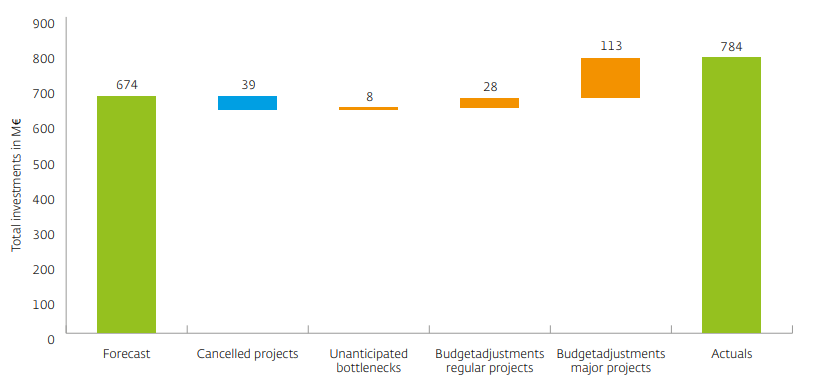 900
800
700
600
500
400
300
200
100
0
Total investments in M€
674
39
8
28
113
784
Forecast
Cancelled projects
Unanticipated
bottlenecks
Budgetadjustments
regular projects
Budgetadjustments
major projects
Actuals